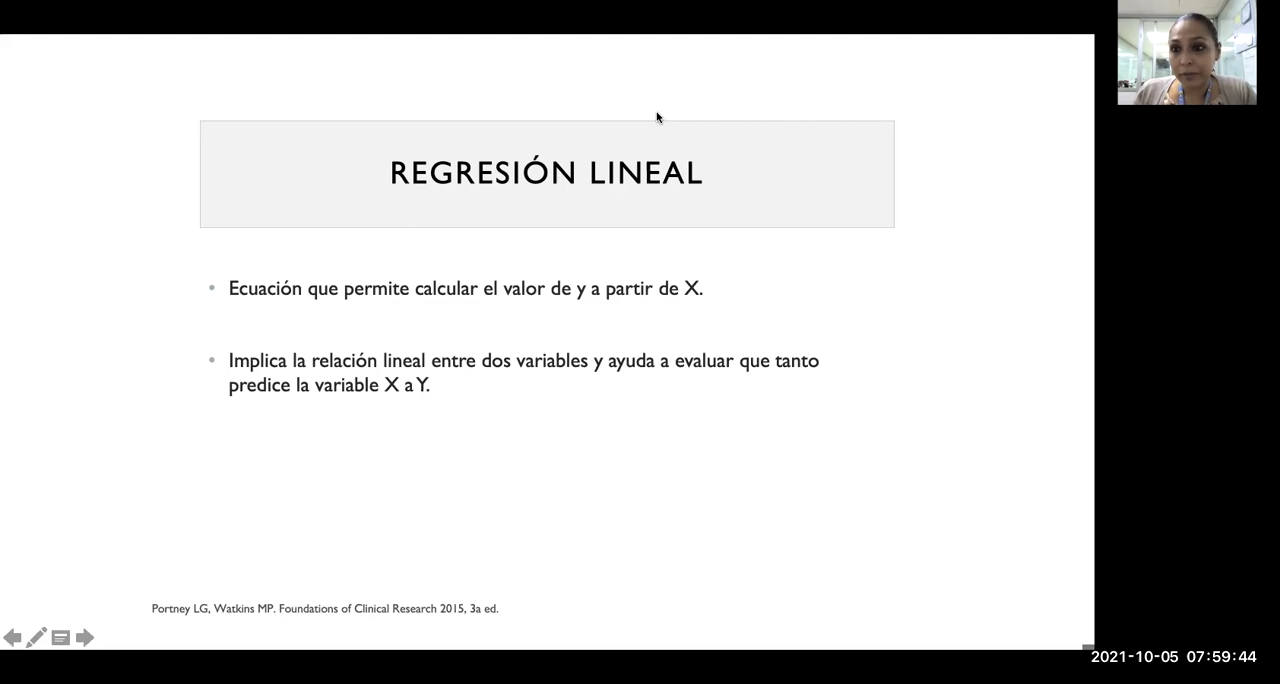 REGRESIÓN LINEAL
• Ecuación que permite calcular el valor de y a partir de X.
• Implica la relación lineal entre dos variables y ayuda a evaluar que tanto
predice la variable X a Y.
Portney LG, Watkins MP. Foundations of Clinical Research 2015, 3a ed.
2021-10-05 07:59:44